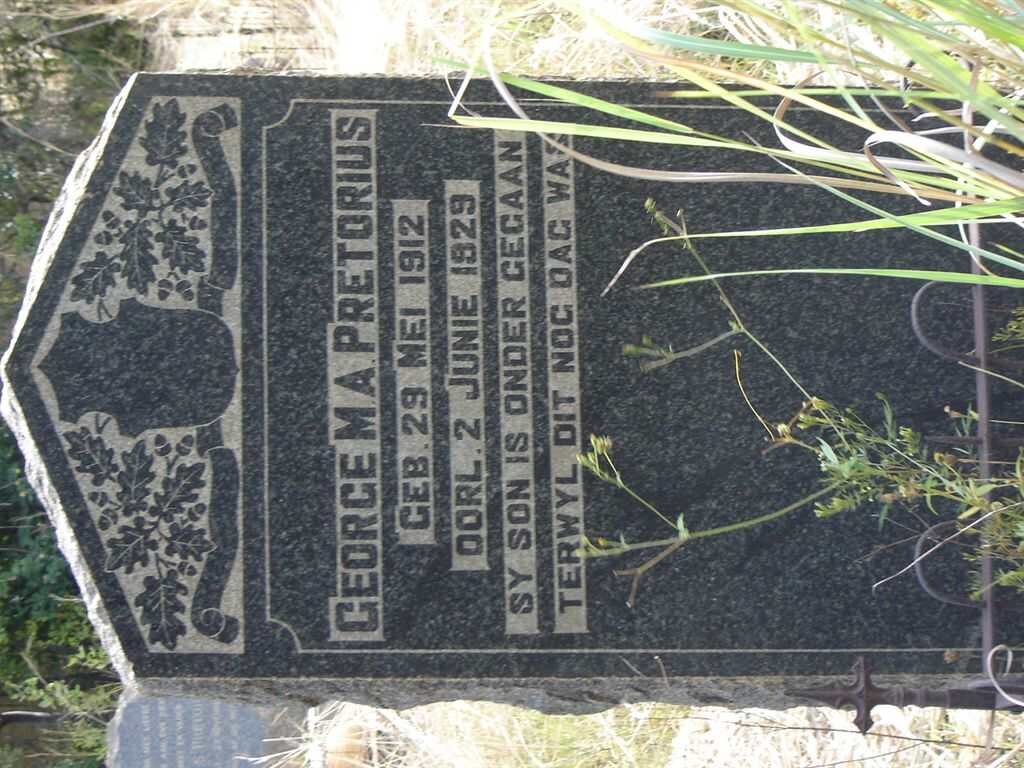 GEORGE M.A. PRETORIUS
GEB. 29 MEI 1912
OORL. 2 JUNIE 1929
SY SON IS ONDER GEGAAN
TERWYL DIT NOG DAG WAS